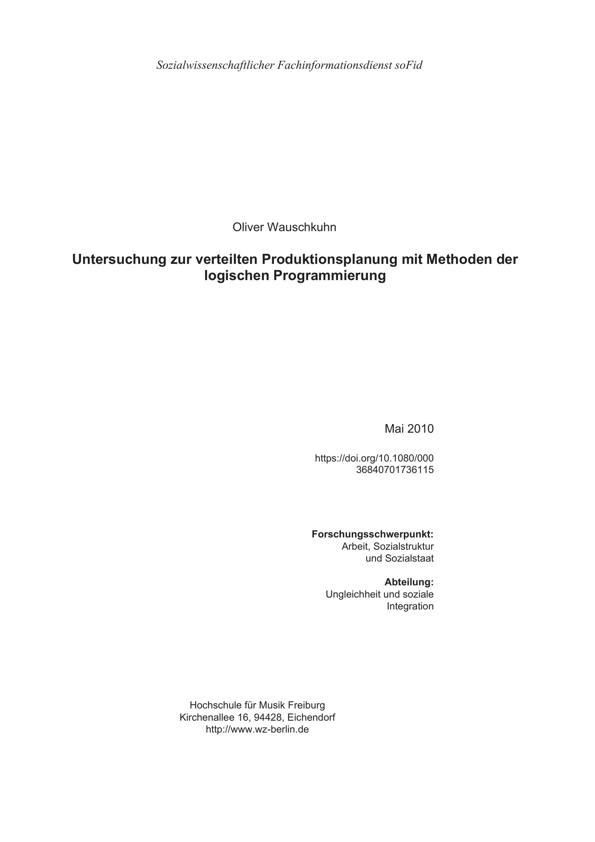 Sozialwissenschaftlicher Fachinformationsdienst soFid
Oliver Wauschkuhn
Untersuchung zur verteilten Produktionsplanung mit Methoden der
logischen Programmierung
Mai 2010
https://doi.org/10.1080/000
36840701736115
Forschungsschwerpunkt:
Arbeit, Sozialstruktur
und Sozialstaat
Abteilung:
Ungleichheit und soziale
Integration
Hochschule für Musik Freiburg
Kirchenallee 16, 94428, Eichendorf
http://www.wz-berlin.de